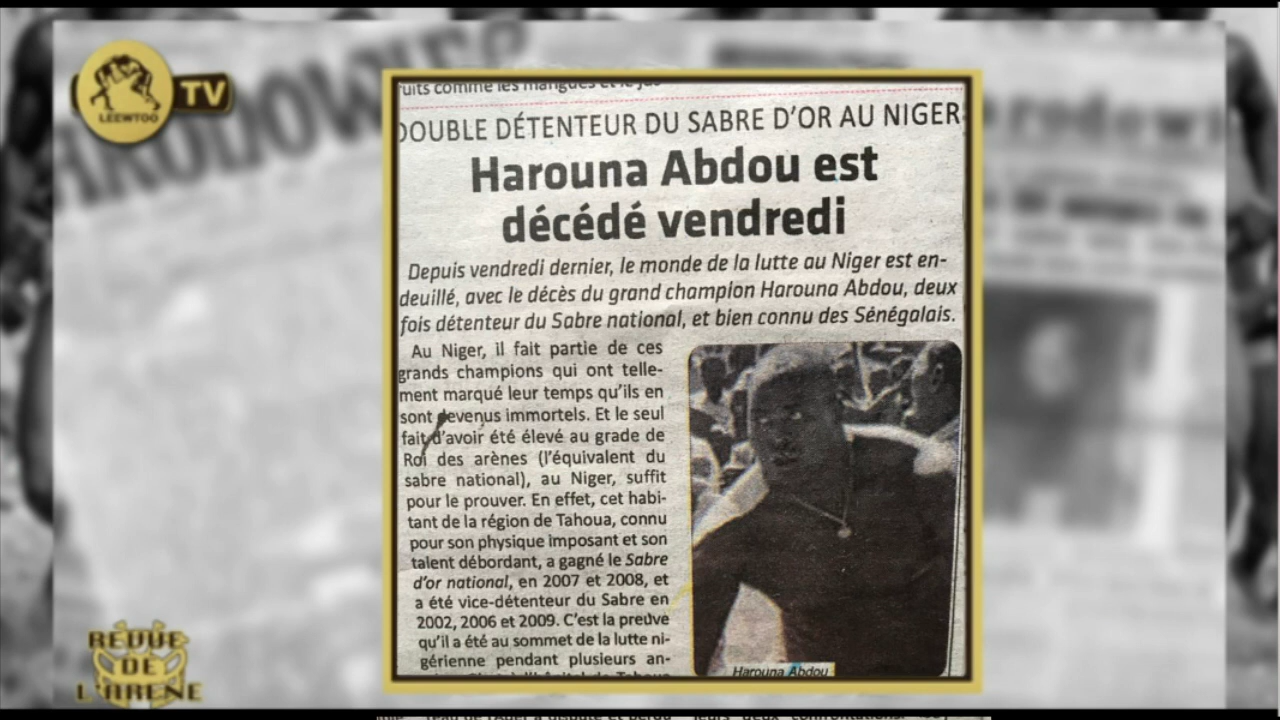 LEEWTOO
TV
ruits comme les mangues et le jus
DOUBLE DÉTENTEUR DU SABRE D'OR AU NIGER
Harouna Abdou est
décédé vendredi
Depuis vendredi dernier, le monde de la lutte au Niger est en-
deuillé, avec le décès du grand champion Harouna Abdou, deux
fois détenteur du Sabre national, et bien connu des Sénégalais.
Au Niger, il fait partie de ces
grands champions qui ont telle-
ment marqué leur temps qu'ils en
sont devenus immortels. Et le seul
fait d'avoir été élevé au grade de
Roi des arènes (l'équivalent du
sabre national), au Niger, suffit
pour le prouver. En effet, cet habi-
tant de la région de Tahoua, connu
pour son physique imposant et son
talent débordant, a gagné le Sabre
d'or national, en 2007 et 2008, et
a été vice-détenteur du Sabre en
2002, 2006 et 2009. C'est la preuve
qu'il a été au sommet de la lutte ni-
gérienne pendant plusieurs an-
Harouna Abdou
REVUE
DE
L'ARENE